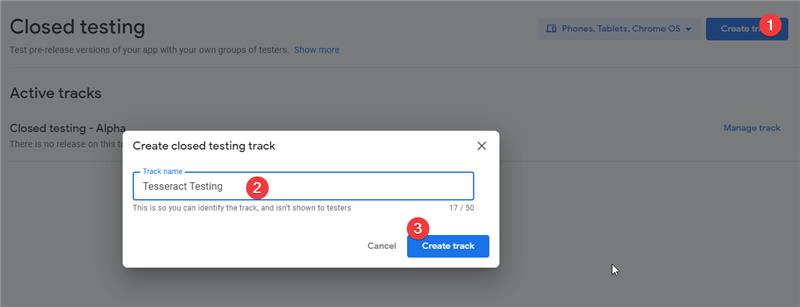 Closed testing
Phones, Tablets, Chrome OS
Create
1
Test pre-release versions of your app with your own groups of testers. Show more
Active tracks
Closed testing - Alpha
Manage track
There is no release on this
Create closed testing track
Track name
Tesseract Testing
2
This is so you can identify the track, and isn't shown to testers
17 / 50
3
Cancel
Create track